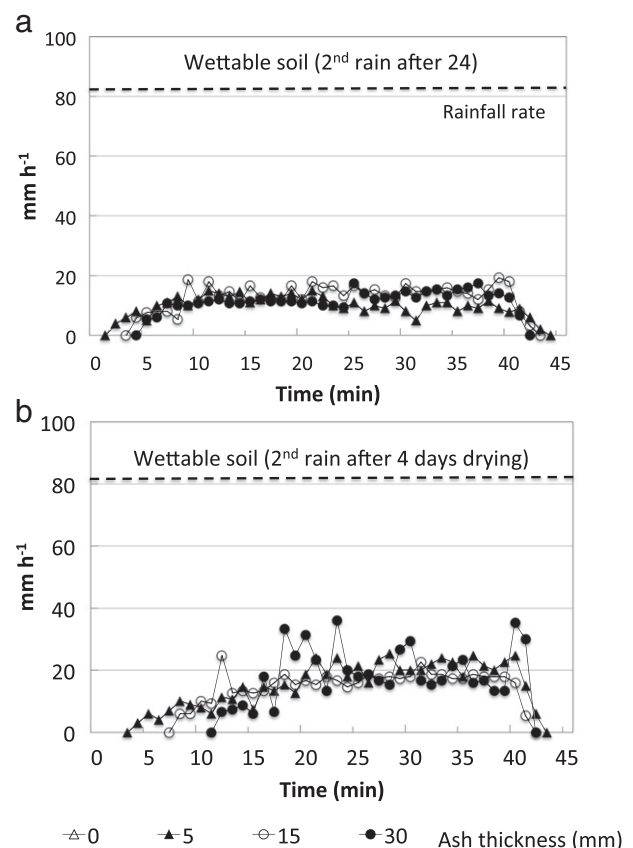 a
100
Wettable soil (2nd rain after 24)
80
Rainfall rate
60
mm h-1
40
20
0
0 5 10 15 20 25 30 35 40 45
Time (min)
b
100
Wettable soil (2nd rain after 4 days drying)
80
60
mm h-1
40
20
0
0 5 10 15 20 25 30 35 40 45
Time (min)
0 5 15 30 Ash thickness (mm)